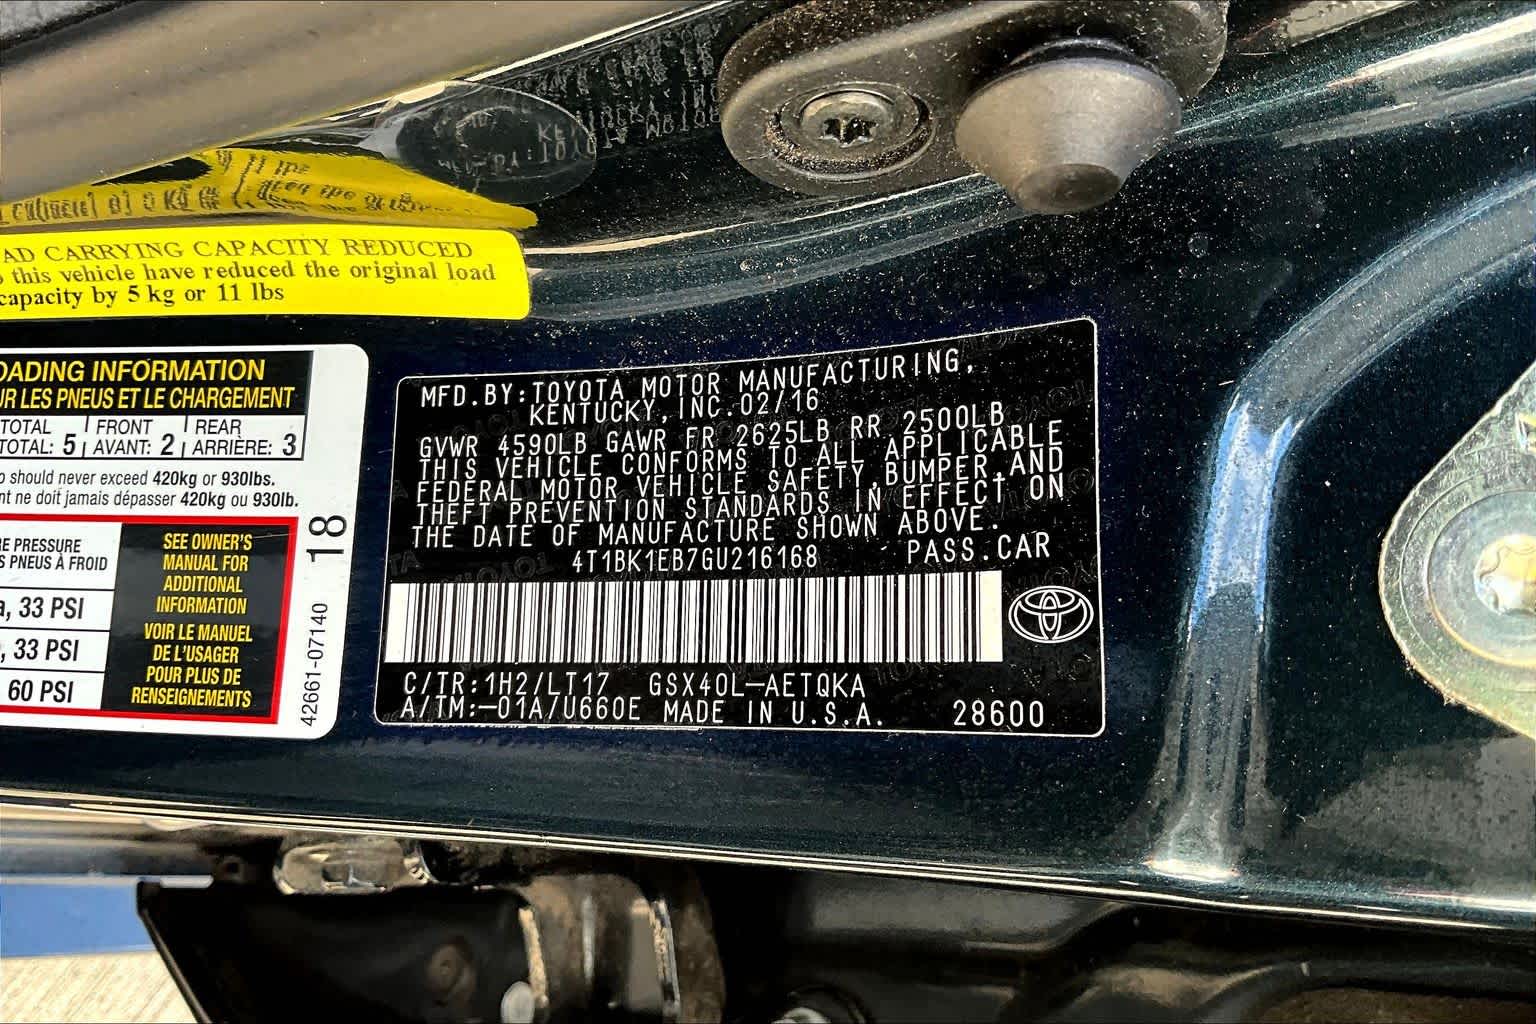 AD CARRYING CAPACITY REDUCED
this vehicle have reduced the original load
capacity by 5 kg or 11 lbs
OADING INFORMATION
UR LES PNEUS ET LE CHARGEMENT
TOTAL FRONT REAR
TOTAL: 5 AVANT: 2 ARRIÈRE: 3
o should never exceed 420kg or 930lbs.
nt ne doit jamais dépasser 420kg ou 930lb.
RE PRESSURE
S PNEUS À FROID
, 33 PSI
, 33 PSI
60 PSI
SEE OWNER'S
MANUAL FOR
ADDITIONAL
INFORMATION
VOIR LE MANUEL
DE L'USAGER
POUR PLUS DE
RENSEIGNEMENTS
18
42661-07140
MFD.BY:TOYOTA MOTOR MANUFACTURING,
KENTUCKY, INC.02/16
GVWR 4590LB GAWR FR 2625LB RR 2500LB
THIS VEHICLE CONFORMS TO ALL APPLICABLE
FEDERAL MOTOR VEHICLE SAFETY,BUMPER,AND
THEFT PREVENTION STANDARDS IN EFFECT ON
THE DATE OF MANUFACTURE SHOWN ABOVE.
4T1BK1EB7GU216168 PASS.CAR
C/TR:1H2/LT17 GSX40L-AETQKA
A/TM:-01A/U660E MADE IN U.S.A. 28600